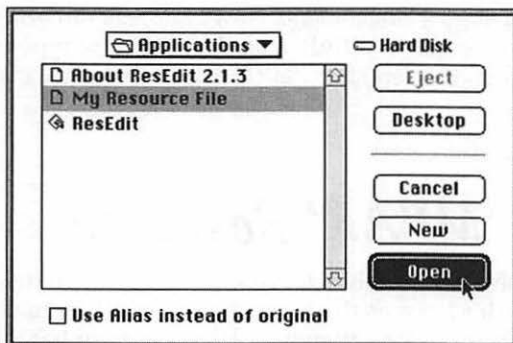 Applications
Hard Disk
About ResEdit 2.1.3
My Resource File
ResEdit
Eject
Desktop
Cancel
New
Open
Use Alias instead of original